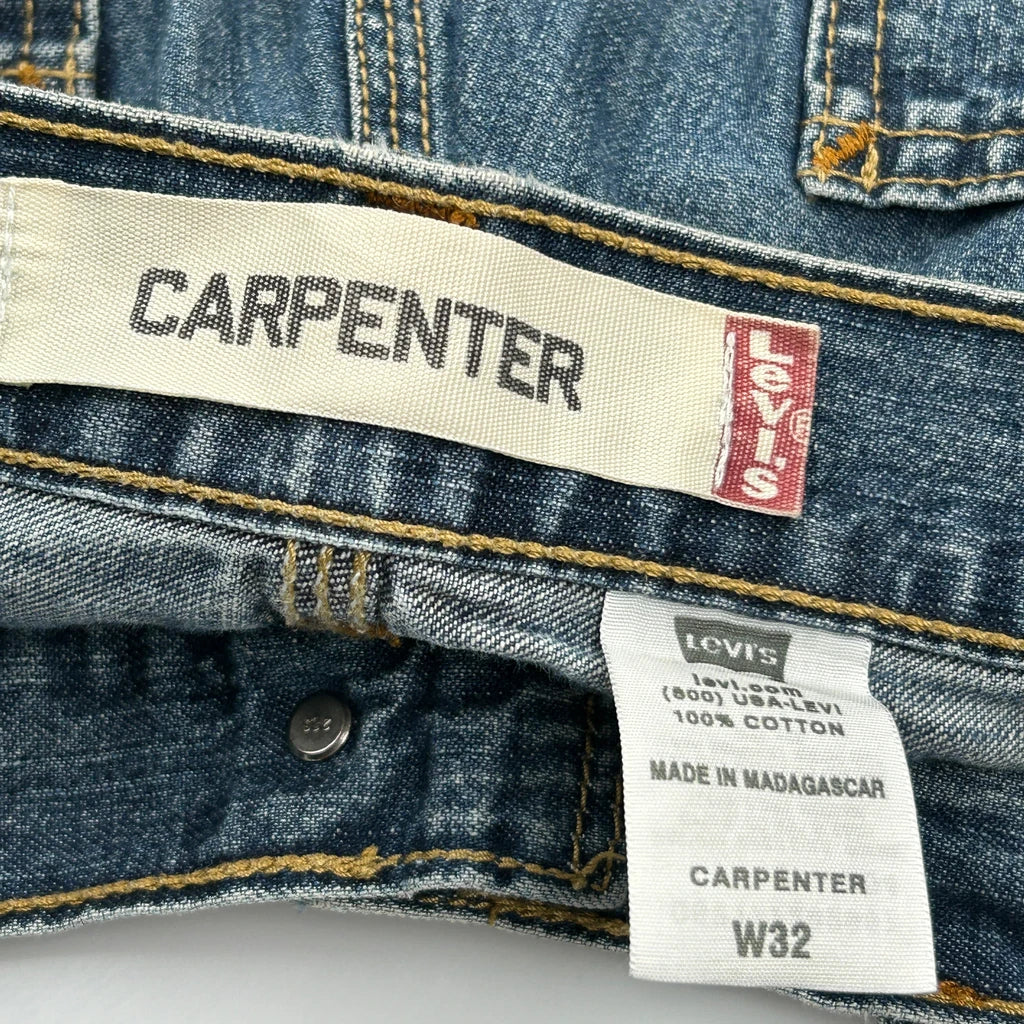 CARPENTER
LEVI'S
LEVI'S
levi.com
(800) USA-LEVI
100% COTTON
MADE IN MADAGASCAR
CARPENTER
W32